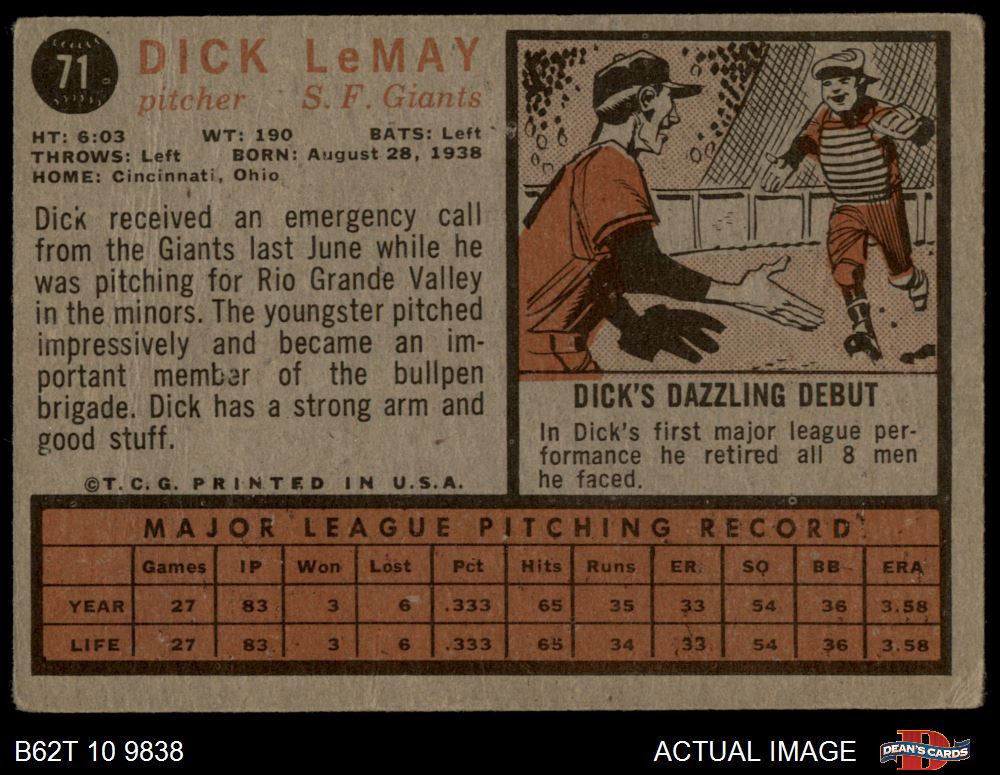 71
DICK LeMAY
pitcher S. F. Giants
HT: 6:03 WT: 190 BATS: Left
THROWS: Left BORN: August 28, 1938
HOME: Cincinnati, Ohio
Dick received an emergency call
from the Giants last June while he
was pitching for Rio Grande Valley
in the minors. The youngster pitched
impressively and became an im-
portant member of the bullpen
brigade. Dick has a strong arm and
good stuff.
©T. C. G. PRINTED IN U.S.A.
DICK'S DAZZLING DEBUT
In Dick's first major league per-
formance he retired all 8 men
he faced.
MAJOR LEAGUE PITCHING RECORD
Games IP Won Lost Pct Hits Runs ER. SO BB ERA
YEAR 27 83 3 6 .333 65 35 33 54 36 3.58
LIFE 27 83 3 6 .333 65 34 33 54 36 3.58
B62T 10 9838 ACTUAL IMAGE DEAN'S CARDS